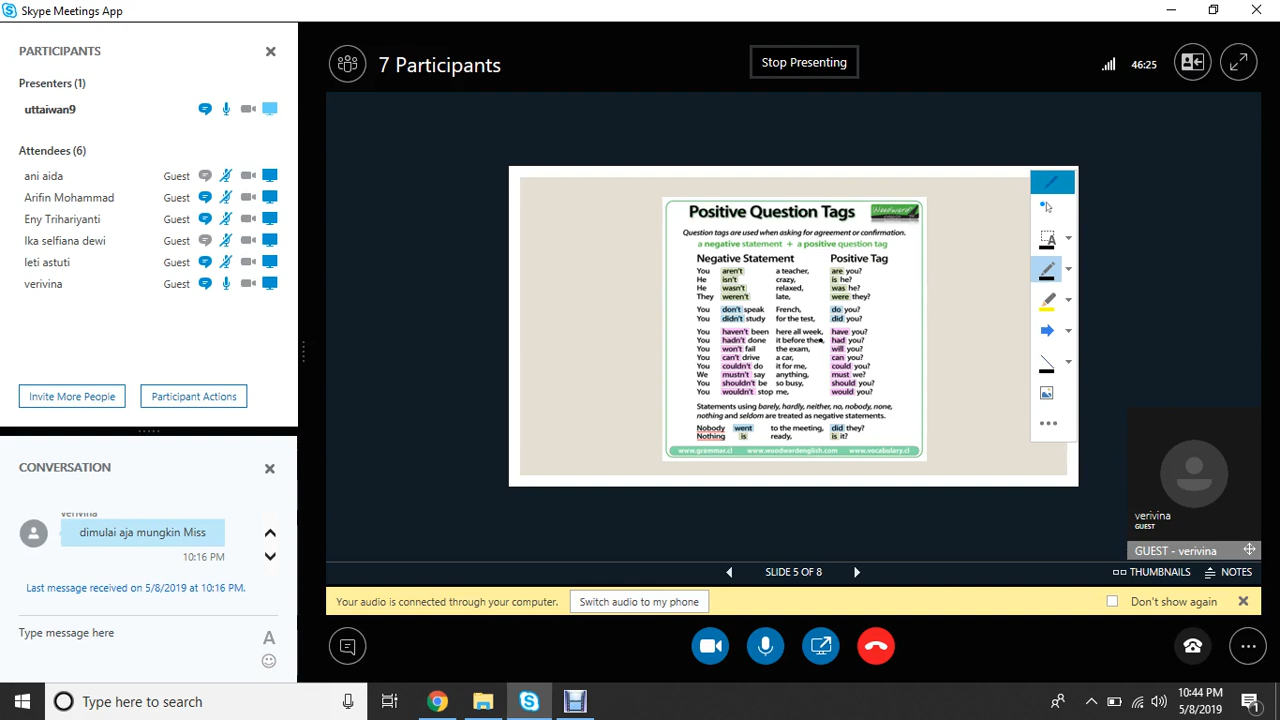 Skype Meetings App
PARTICIPANTS
Presenters (1)
uttaiwan9
Attendees (6)
ani aida Guest
Arifin Mohammad Guest
Eny Trihariyanti Guest
Ika selfiana dewi Guest
leti astuti Guest
verivina Guest
Invite More People Participant Actions
CONVERSATION
verivina
dimulai aja mungkin Miss
10:16 PM
Last message received on 5/8/2019 at 10:16 PM.
Type message here
A
7 Participants
Stop Presenting
46:25
Positive Question Tags
Woodward
Question tags are used when asking for agreement or confirmation.
a negative statement + a positive question tag
Negative Statement Positive Tag
You aren't a teacher, are you?
He isn't crazy, is he?
He wasn't relaxed, was he?
They weren't late, were they?
You don't speak French, do you?
You didn't study for the test, did you?
You haven't been here all week, have you?
You hadn't done it before then, had you?
You won't fail the exam, will you?
You can't drive a car, can you?
You couldn't do it for me, could you?
We mustn't say anything, must we?
You shouldn't be so busy, should you?
You wouldn't stop me, would you?
Statements using barely, hardly, neither, no, nobody, none,
nothing and seldom are treated as negative statements.
Nobody went to the meeting, did they?
Nothing is ready, is it?
www.grammar.cl www.woodwardenglish.com www.vocabulary.cl
A
verivina
GUEST
GUEST - verivina
SLIDE 5 OF 8
THUMBNAILS NOTES
Your audio is connected through your computer. Switch audio to my phone Don't show again
Type here to search
10:44 PM
5/8/2019
1